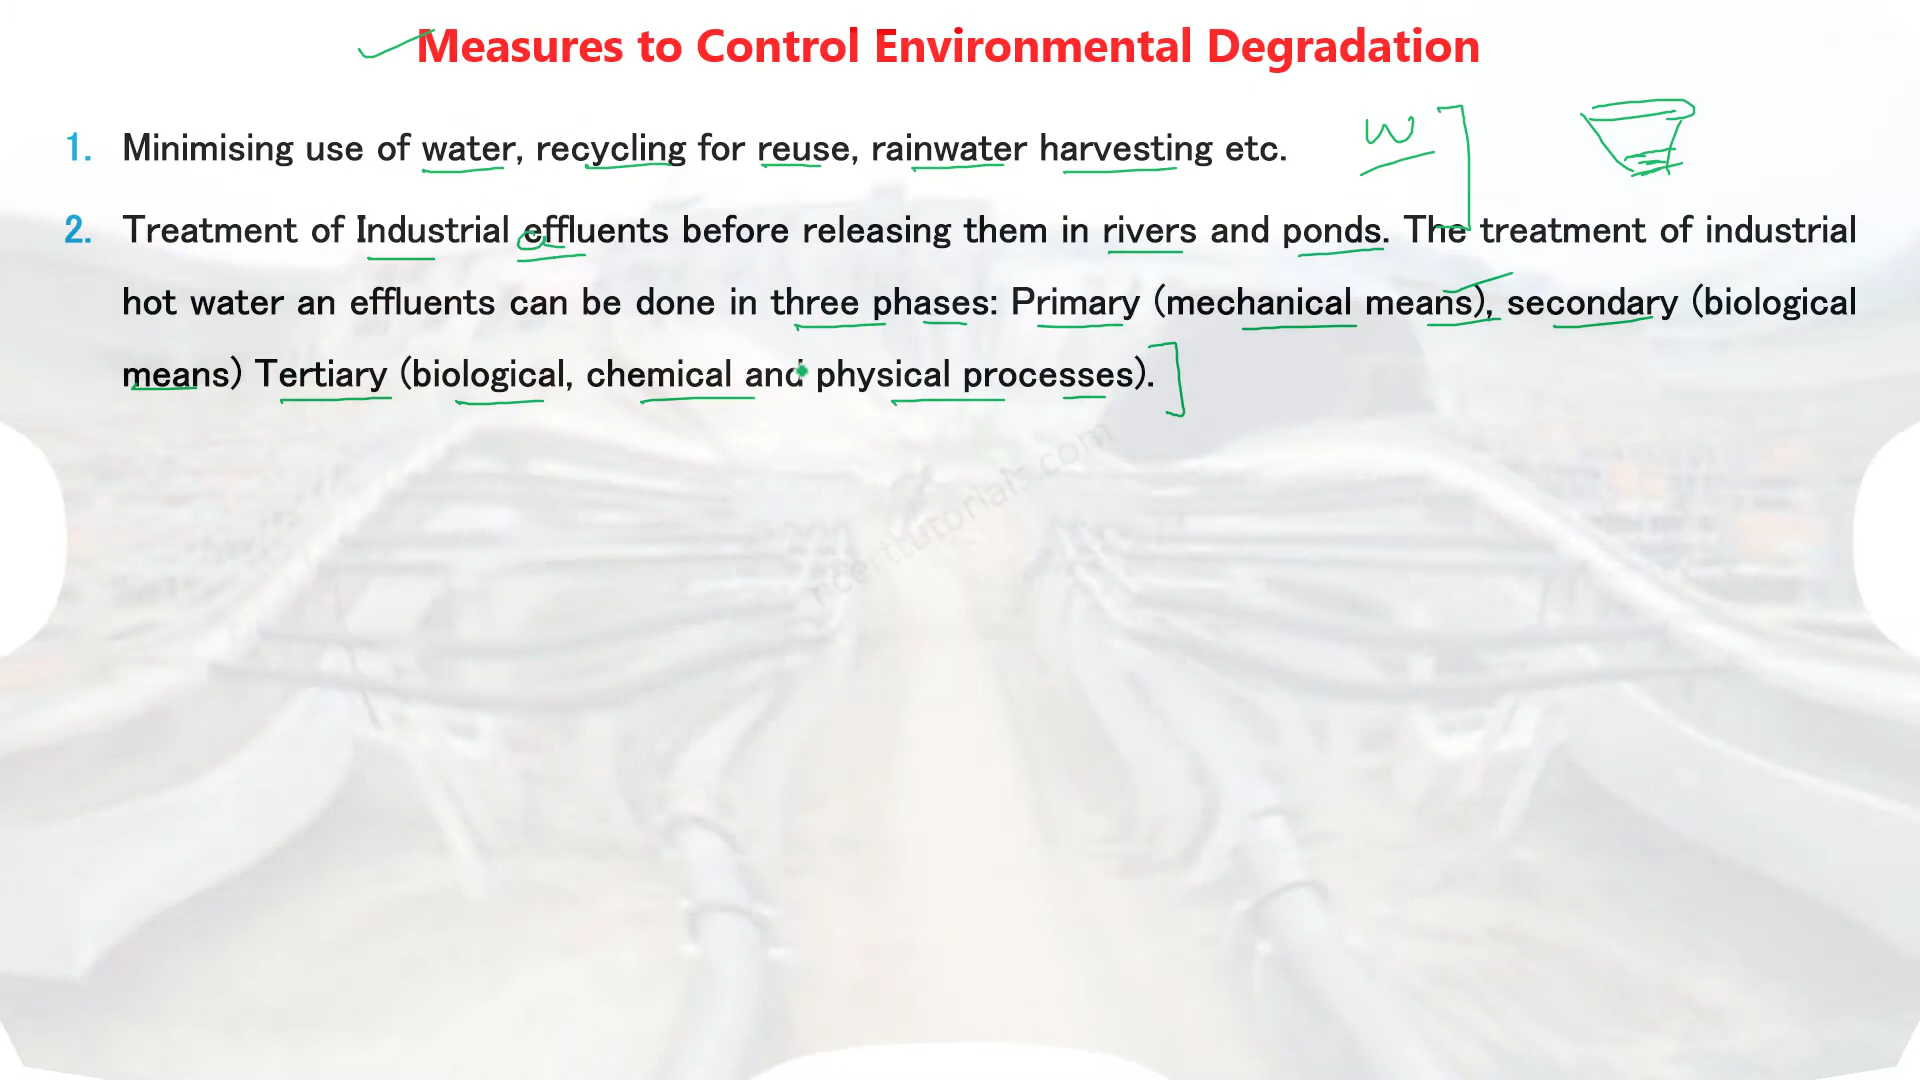 Measures to Control Environmental Degradation
1. Minimising use of water, recycling for reuse, rainwater harvesting etc.
W
2. Treatment of Industrial effluents before releasing them in rivers and ponds. The treatment of industrial
hot water an effluents can be done in three phases: Primary (mechanical means), secondary (biological
means) Tertiary (biological, chemical and physical processes).
ncerttutorials.com